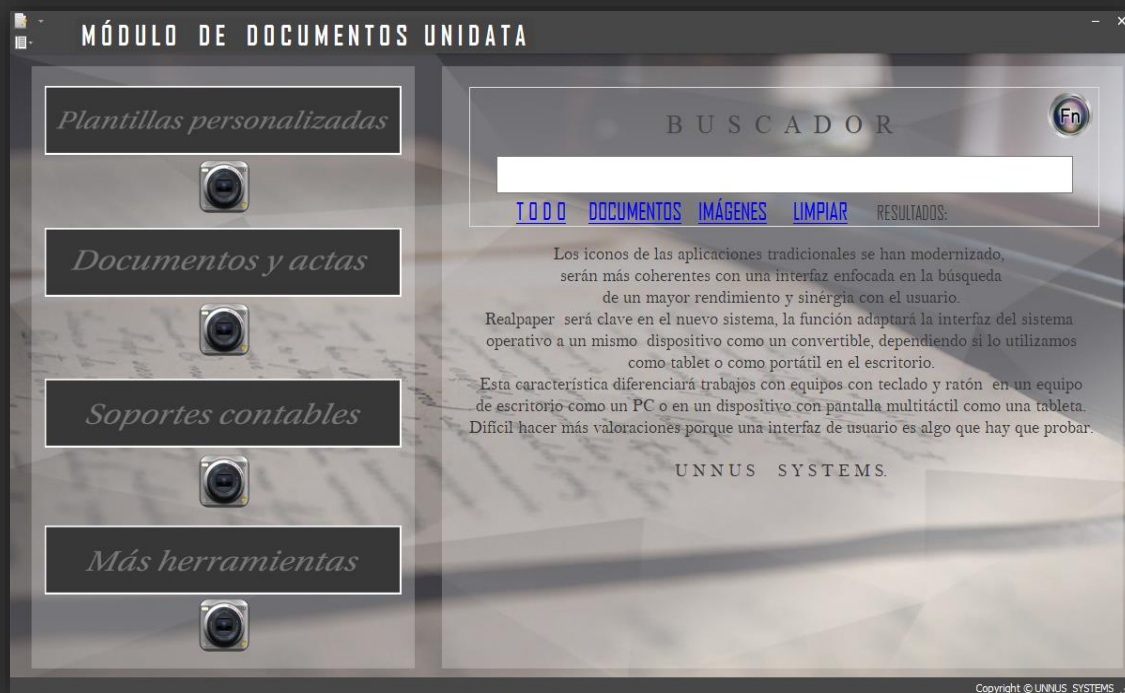 MÓDULO DE DOCUMENTOS UNIDATA
Plantillas personalizadas
Documentos y actas
Soportes contables
Más herramientas
BUSCADOR
Fn
TODO DOCUMENTOS IMÁGENES LIMPIAR RESULTADOS:
Los iconos de las aplicaciones tradicionales se han modernizado,
serán más coherentes con una interfaz enfocada en la búsqueda
de un mayor rendimiento y sinérgia con el usuario.
Realpaper será clave en el nuevo sistema, la función adaptará la interfaz del sistema
operativo a un mismo dispositivo como un convertible, dependiendo si lo utilizamos
como tablet o como portátil en el escritorio.
Esta característica diferenciará trabajos con equipos con teclado y ratón en un equipo
de escritorio como un PC o en un dispositivo con pantalla multitáctil como una tableta.
Difícil hacer más valoraciones porque una interfaz de usuario es algo que hay que probar.
UNNUS SYSTEMS.
Copyright © UNNUS SYSTEMS